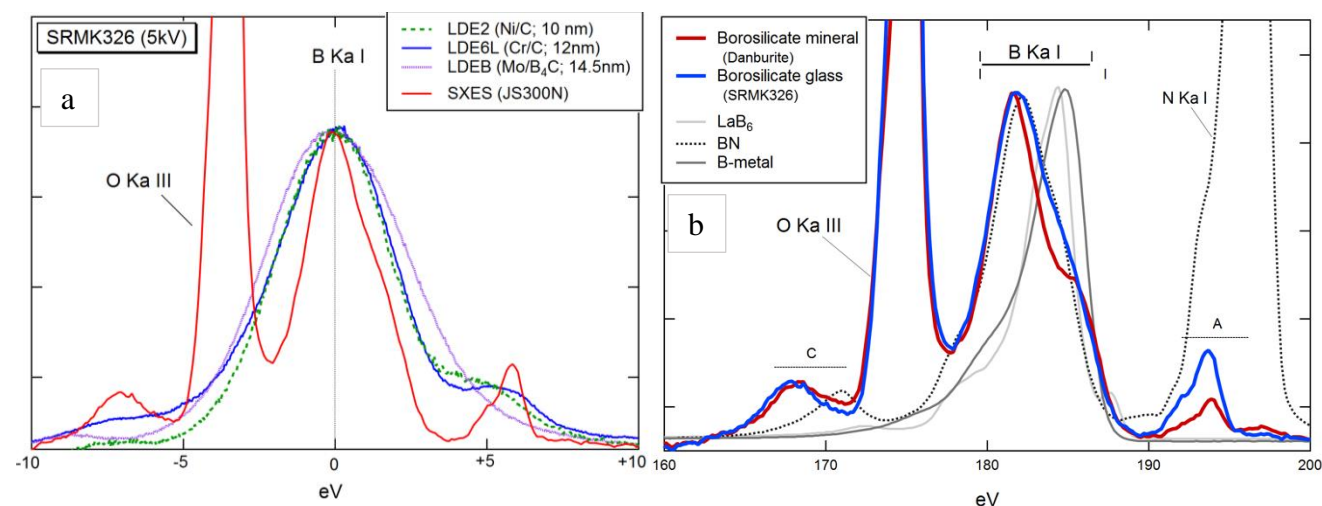 SRMK326 (5kV)
a
LDE2 (Ni/C; 10 nm)
LDE6L (Cr/C; 12nm)
LDEB (Mo/B₄C; 14.5nm)
SXES (JS300N)
B Ka I
O Ka III
-10
-5
0
+5
+10
eV
Borosilicate mineral
(Danburite)
Borosilicate glass
(SRMK326)
LaB₆
BN
B-metal
b
B Ka I
N Ka I
O Ka III
C
A
160
170
180
190
200
eV